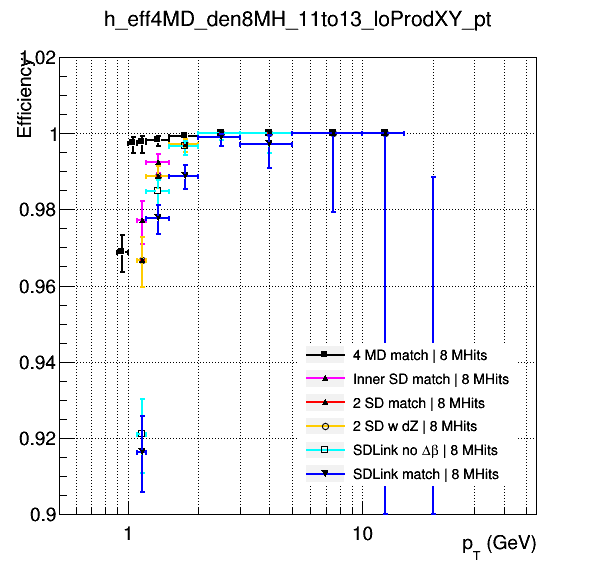 h_eff4MD_den8MH_11to13_loProdXY_pt
Efficiency
1.02
1
0.98
0.96
0.94
0.92
0.9
4 MD match | 8 MHits
Inner SD match | 8 MHits
2 SD match | 8 MHits
2 SD w dZ | 8 MHits
SDLink no Δβ | 8 MHits
SDLink match | 8 MHits
1 10
p_T (GeV)